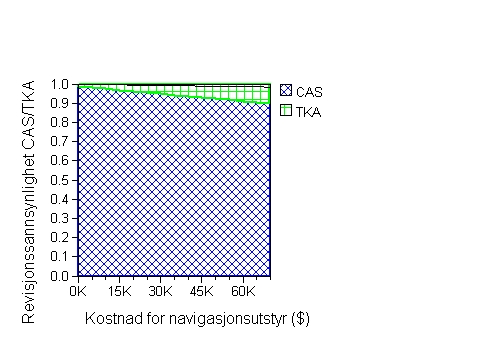 Revisjonssannsynlighet CAS/TKA
1.0
0.9
0.8
0.7
0.6
0.5
0.4
0.3
0.2
0.1
0.0
0K 15K 30K 45K 60K
Kostnad for navigasjonsutstyr ($)
CAS
TKA